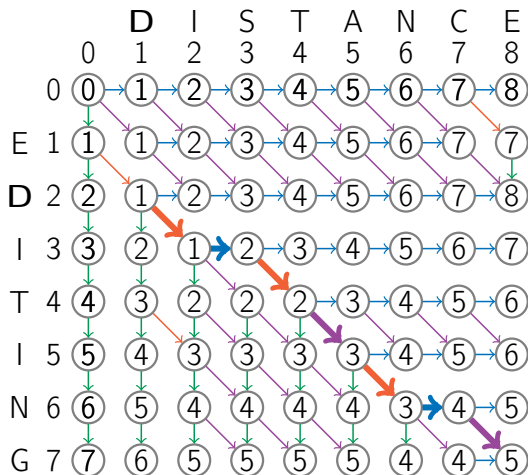 D I S T A N C E
0 1 2 3 4 5 6 7 8
0 0 1 2 3 4 5 6 7 8
E 1 1 1 2 3 4 5 6 7 7
D 2 2 1 2 3 4 5 6 7 8
I 3 3 2 1 2 3 4 5 6 7
T 4 4 3 2 2 2 3 4 5 6
I 5 5 4 3 3 3 3 4 5 6
N 6 6 5 4 4 4 4 3 4 5
G 7 7 6 5 5 5 5 4 4 5